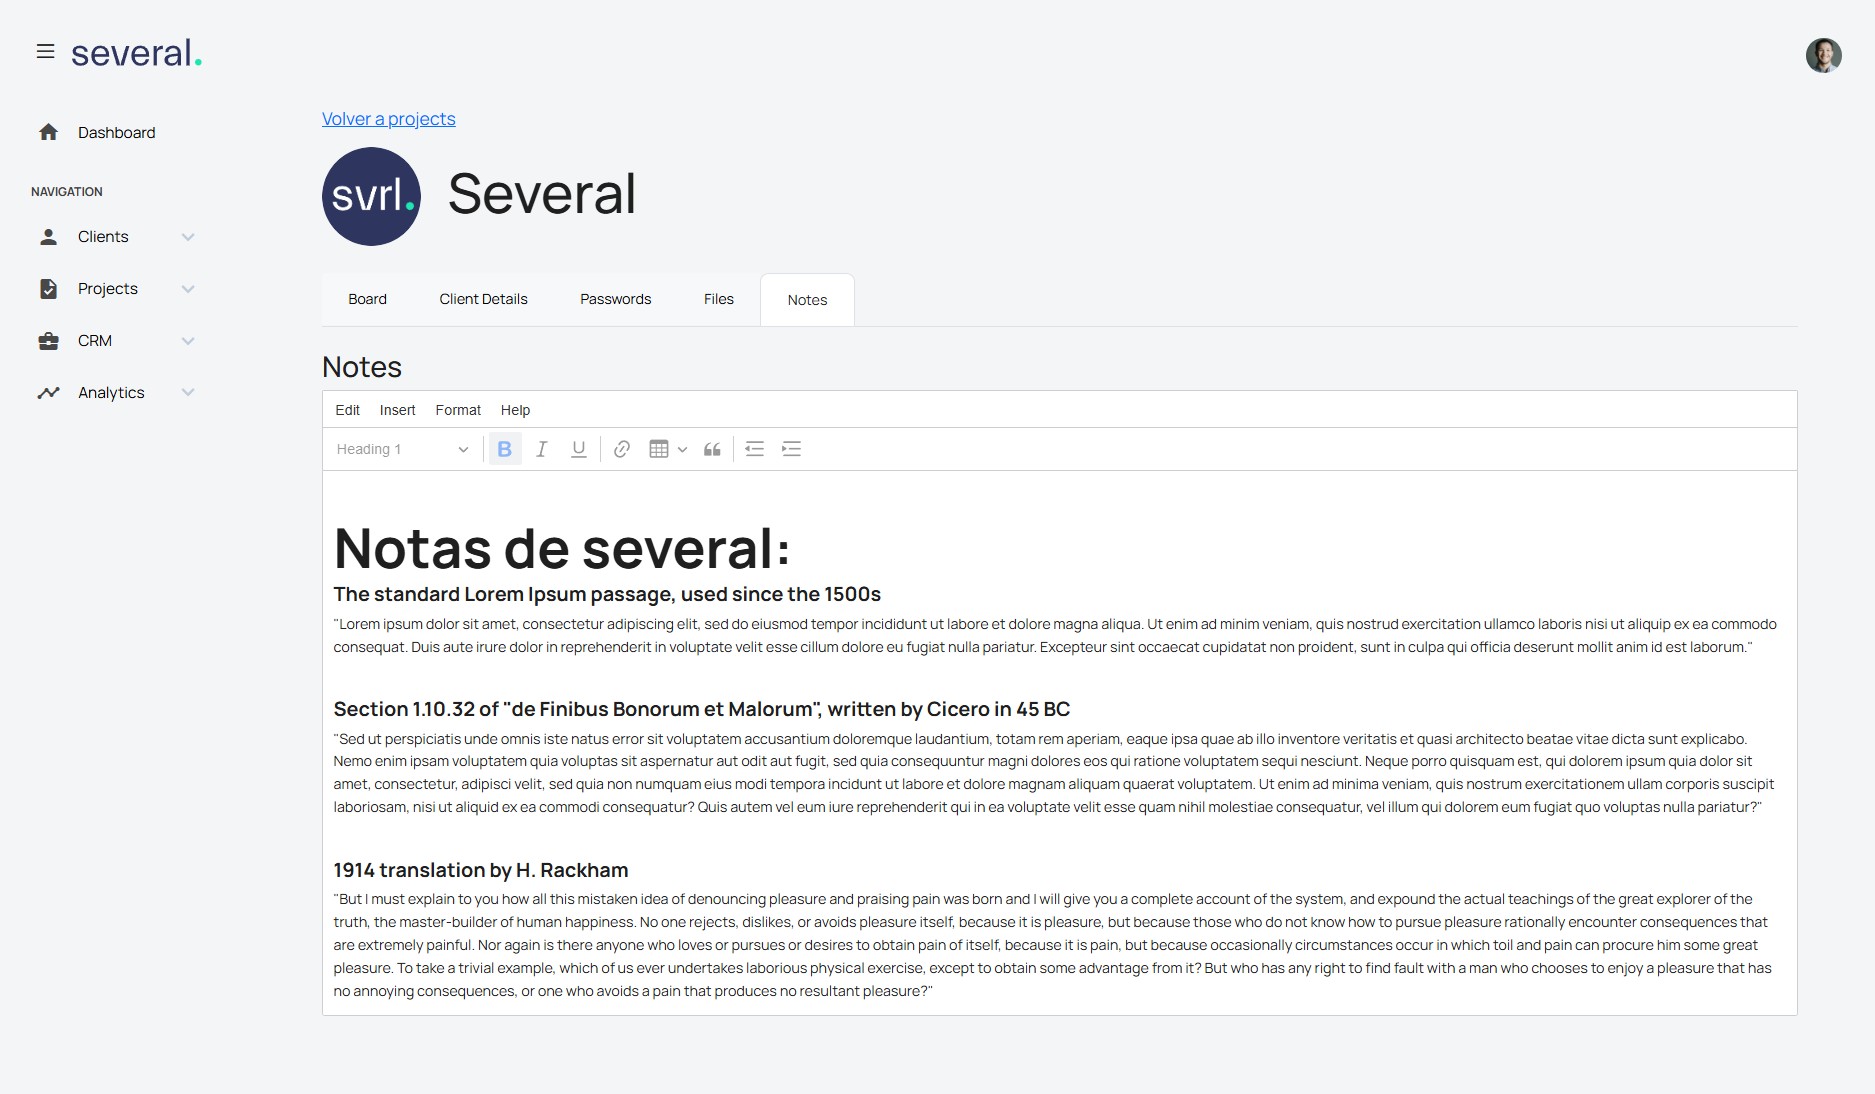 several.
Dashboard
NAVIGATION
Clients
Projects
CRM
Analytics
Volver a projects
svrl.
Several
Board
Client Details
Passwords
Files
Notes
Notes
Edit
Insert
Format
Help
Heading 1
B
I
U
Notas de several:
The standard Lorem Ipsum passage, used since the 1500s
"Lorem ipsum dolor sit amet, consectetur adipiscing elit, sed do eiusmod tempor incididunt ut labore et dolore magna aliqua. Ut enim ad minim veniam, quis nostrud exercitation ullamco laboris nisi ut aliquip ex ea commodo
consequat. Duis aute irure dolor in reprehenderit in voluptate velit esse cillum dolore eu fugiat nulla pariatur. Excepteur sint occaecat cupidatat non proident, sunt in culpa qui officia deserunt mollit anim id est laborum."
Section 1.10.32 of "de Finibus Bonorum et Malorum", written by Cicero in 45 BC
"Sed ut perspiciatis unde omnis iste natus error sit voluptatem accusantium doloremque laudantium, totam rem aperiam, eaque ipsa quae ab illo inventore veritatis et quasi architecto beatae vitae dicta sunt explicabo.
Nemo enim ipsam voluptatem quia voluptas sit aspernatur aut odit aut fugit, sed quia consequuntur magni dolores eos qui ratione voluptatem sequi nesciunt. Neque porro quisquam est, qui dolorem ipsum quia dolor sit
amet, consectetur, adipisci velit, sed quia non numquam eius modi tempora incidunt ut labore et dolore magnam aliquam quaerat voluptatem. Ut enim ad minima veniam, quis nostrum exercitationem ullam corporis suscipit
laboriosam, nisi ut aliquid ex ea commodi consequatur? Quis autem vel eum iure reprehenderit qui in ea voluptate velit esse quam nihil molestiae consequatur, vel illum qui dolorem eum fugiat quo voluptas nulla pariatur?"
1914 translation by H. Rackham
"But I must explain to you how all this mistaken idea of denouncing pleasure and praising pain was born and I will give you a complete account of the system, and expound the actual teachings of the great explorer of the
truth, the master-builder of human happiness. No one rejects, dislikes, or avoids pleasure itself, because it is pleasure, but because those who do not know how to pursue pleasure rationally encounter consequences that
are extremely painful. Nor again is there anyone who loves or pursues or desires to obtain pain of itself, because it is pain, but because occasionally circumstances occur in which toil and pain can procure him some great
pleasure. To take a trivial example, which of us ever undertakes laborious physical exercise, except to obtain some advantage from it? But who has any right to find fault with a man who chooses to enjoy a pleasure that has
no annoying consequences, or one who avoids a pain that produces no resultant pleasure?"